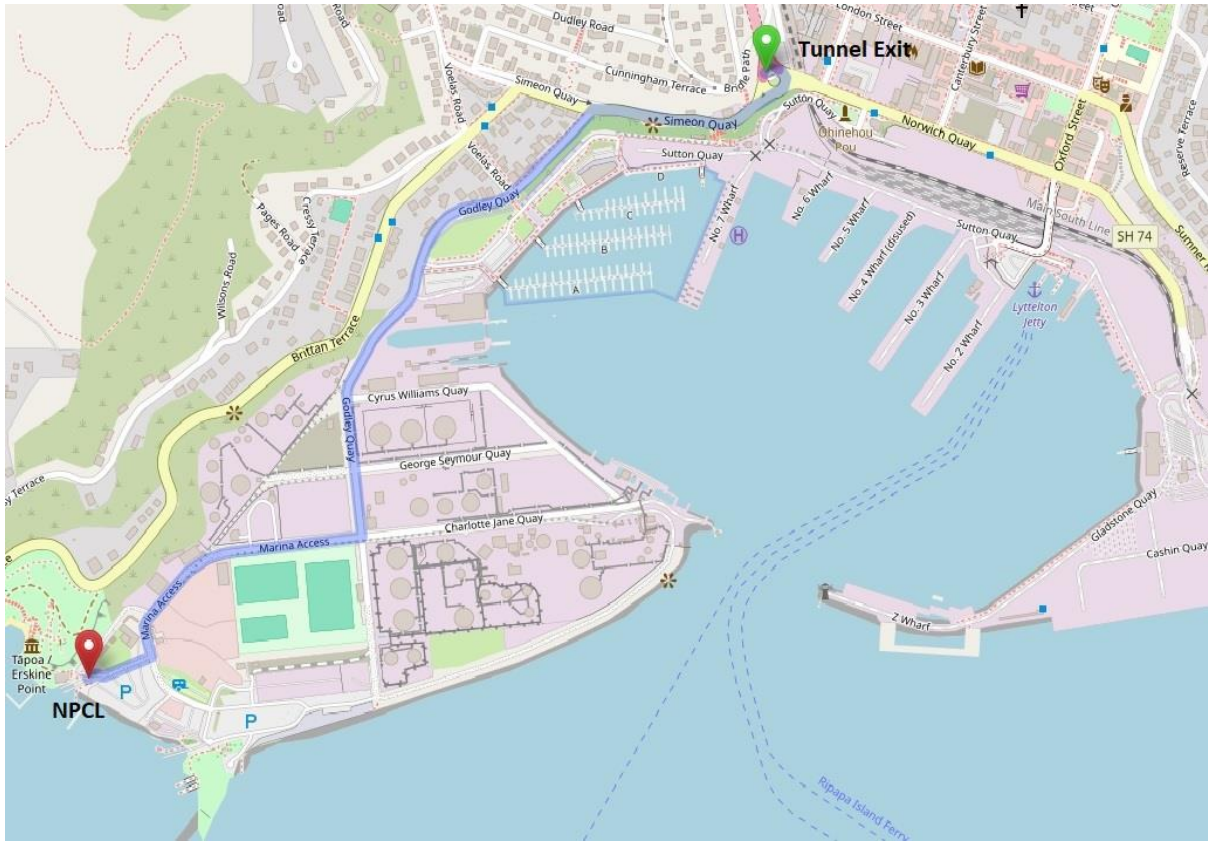 Dudley Road
London Street
Canterbury Street
Tunnel Exit
Voelas Road
Cunningham Terrace
Bridle Path
Simeon Quay
Sutton Quay
Ohinehou
Pou
Norwich Quay
Oxford Street
Reserve Terrace
Simeon Quay
Voelas Road
Sutton Quay
D
C
B
A
Godley Quay
No. 7 Wharf
H
No. 6 Wharf
No. 5 Wharf
No. 4 Wharf (disused)
No. 3 Wharf
No. 2 Wharf
Main South Line
Sutton Quay
SH 74
Lyttelton
Jetty
Cressy Terrace
Pages Road
Wilsons Road
Brittan Terrace
Cyrus Williams Quay
Godley Quay
George Seymour Quay
Charlotte Jane Quay
Marina Access
Marina Access
Gladstone Quay
Cashin Quay
Z Wharf
Tāpoa /
Erskine
Point
P
P
NPCL
Ripapa Island Ferry